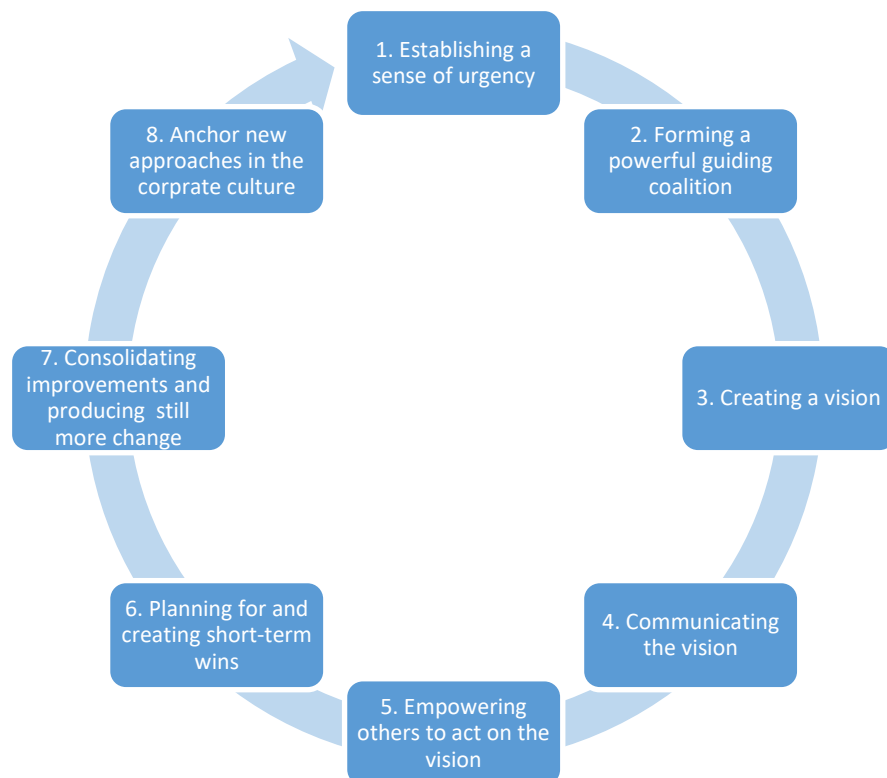 1. Establishing a
sense of urgency
2. Forming a
powerful guiding
coalition
3. Creating a vision
4. Communicating
the vision
5. Empowering
others to act on the
vision
6. Planning for and
creating short-term
wins
7. Consolidating
improvements and
producing  still
more change
8. Anchor new
approaches in the
corprate culture